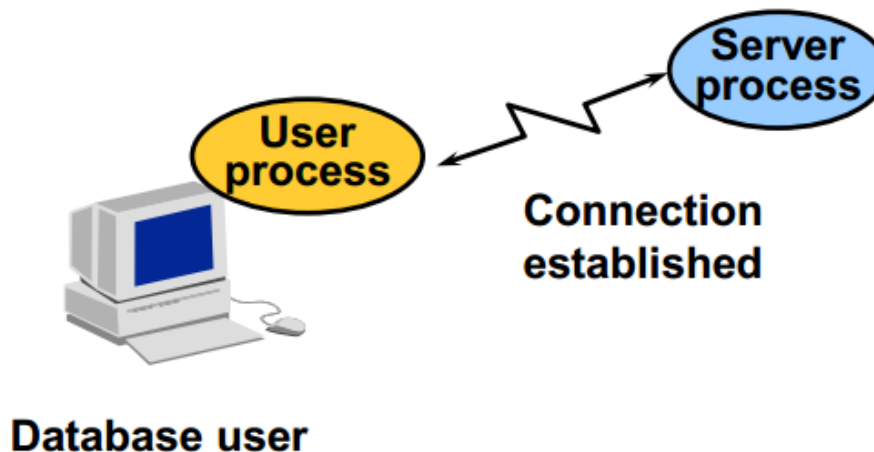 Server
process
User
process
Connection
established
Database user